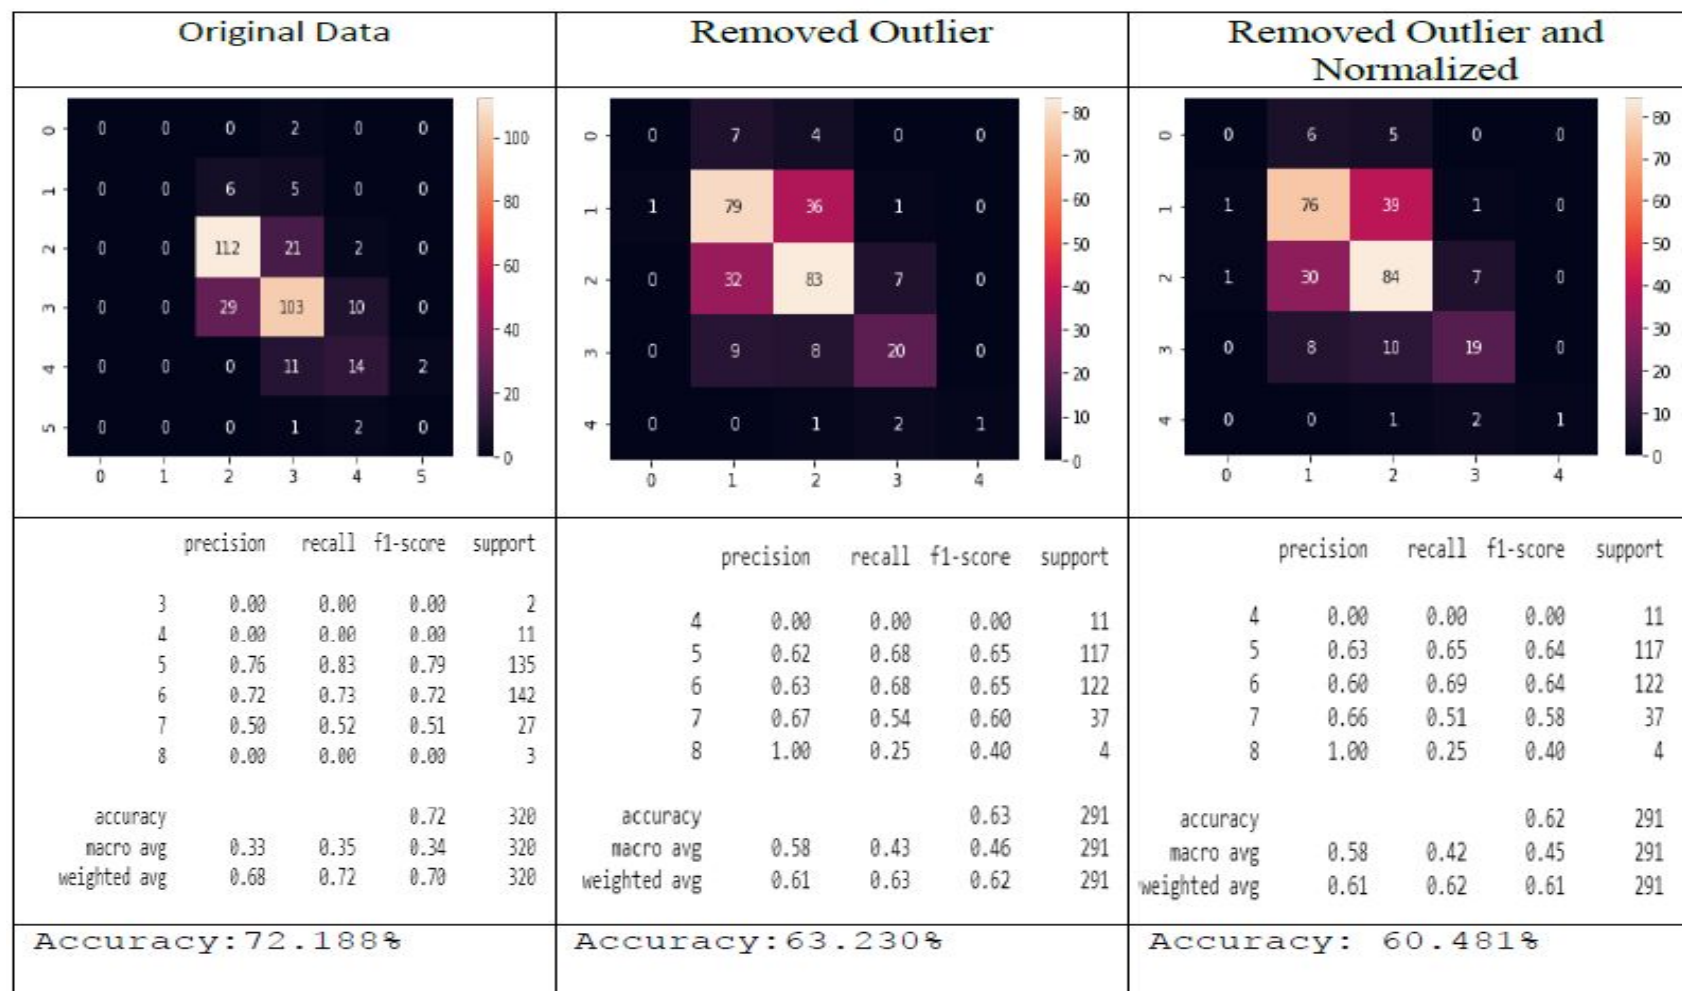 Original Data
Removed Outlier
Removed Outlier and
Normalized
0 0 0 0 2 0 0
1 0 0 6 5 0 0
2 0 0 112 21 2 0
3 0 0 29 103 10 0
4 0 0 0 11 14 2
5 0 0 0 1 2 0
0 1 2 3 4 5
100
80
60
40
20
0
0 0 7 4 0 0
1 1 79 36 1 0
2 0 32 83 7 0
3 0 9 8 20 0
4 0 0 1 2 1
0 1 2 3 4
80
70
60
50
40
30
20
10
0
0 0 6 5 0 0
1 1 76 39 1 0
2 1 30 84 7 0
3 0 8 10 19 0
4 0 0 1 2 1
0 1 2 3 4
80
70
60
50
40
30
20
10
0
precision recall f1-score support
3 0.00 0.00 0.00 2
4 0.00 0.00 0.00 11
5 0.76 0.83 0.79 135
6 0.72 0.73 0.72 142
7 0.50 0.52 0.51 27
8 0.00 0.00 0.00 3
accuracy 0.72 320
macro avg 0.33 0.35 0.34 320
weighted avg 0.68 0.72 0.70 320
precision recall f1-score support
4 0.00 0.00 0.00 11
5 0.62 0.68 0.65 117
6 0.63 0.68 0.65 122
7 0.67 0.54 0.60 37
8 1.00 0.25 0.40 4
accuracy 0.63 291
macro avg 0.58 0.43 0.46 291
weighted avg 0.61 0.63 0.62 291
precision recall f1-score support
4 0.00 0.00 0.00 11
5 0.63 0.65 0.64 117
6 0.60 0.69 0.64 122
7 0.66 0.51 0.58 37
8 1.00 0.25 0.40 4
accuracy 0.62 291
macro avg 0.58 0.42 0.45 291
weighted avg 0.61 0.62 0.61 291
Accuracy:72.188%
Accuracy:63.230%
Accuracy: 60.481%